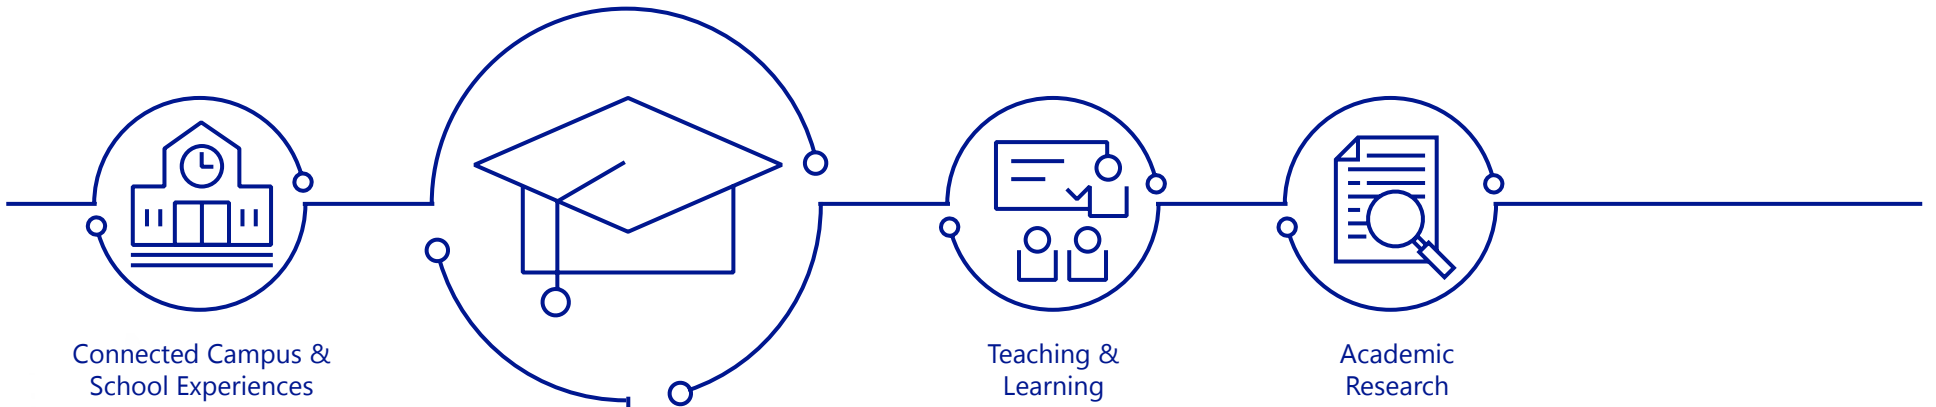 Connected Campus &
School Experiences
Teaching &
Learning
Academic
Research